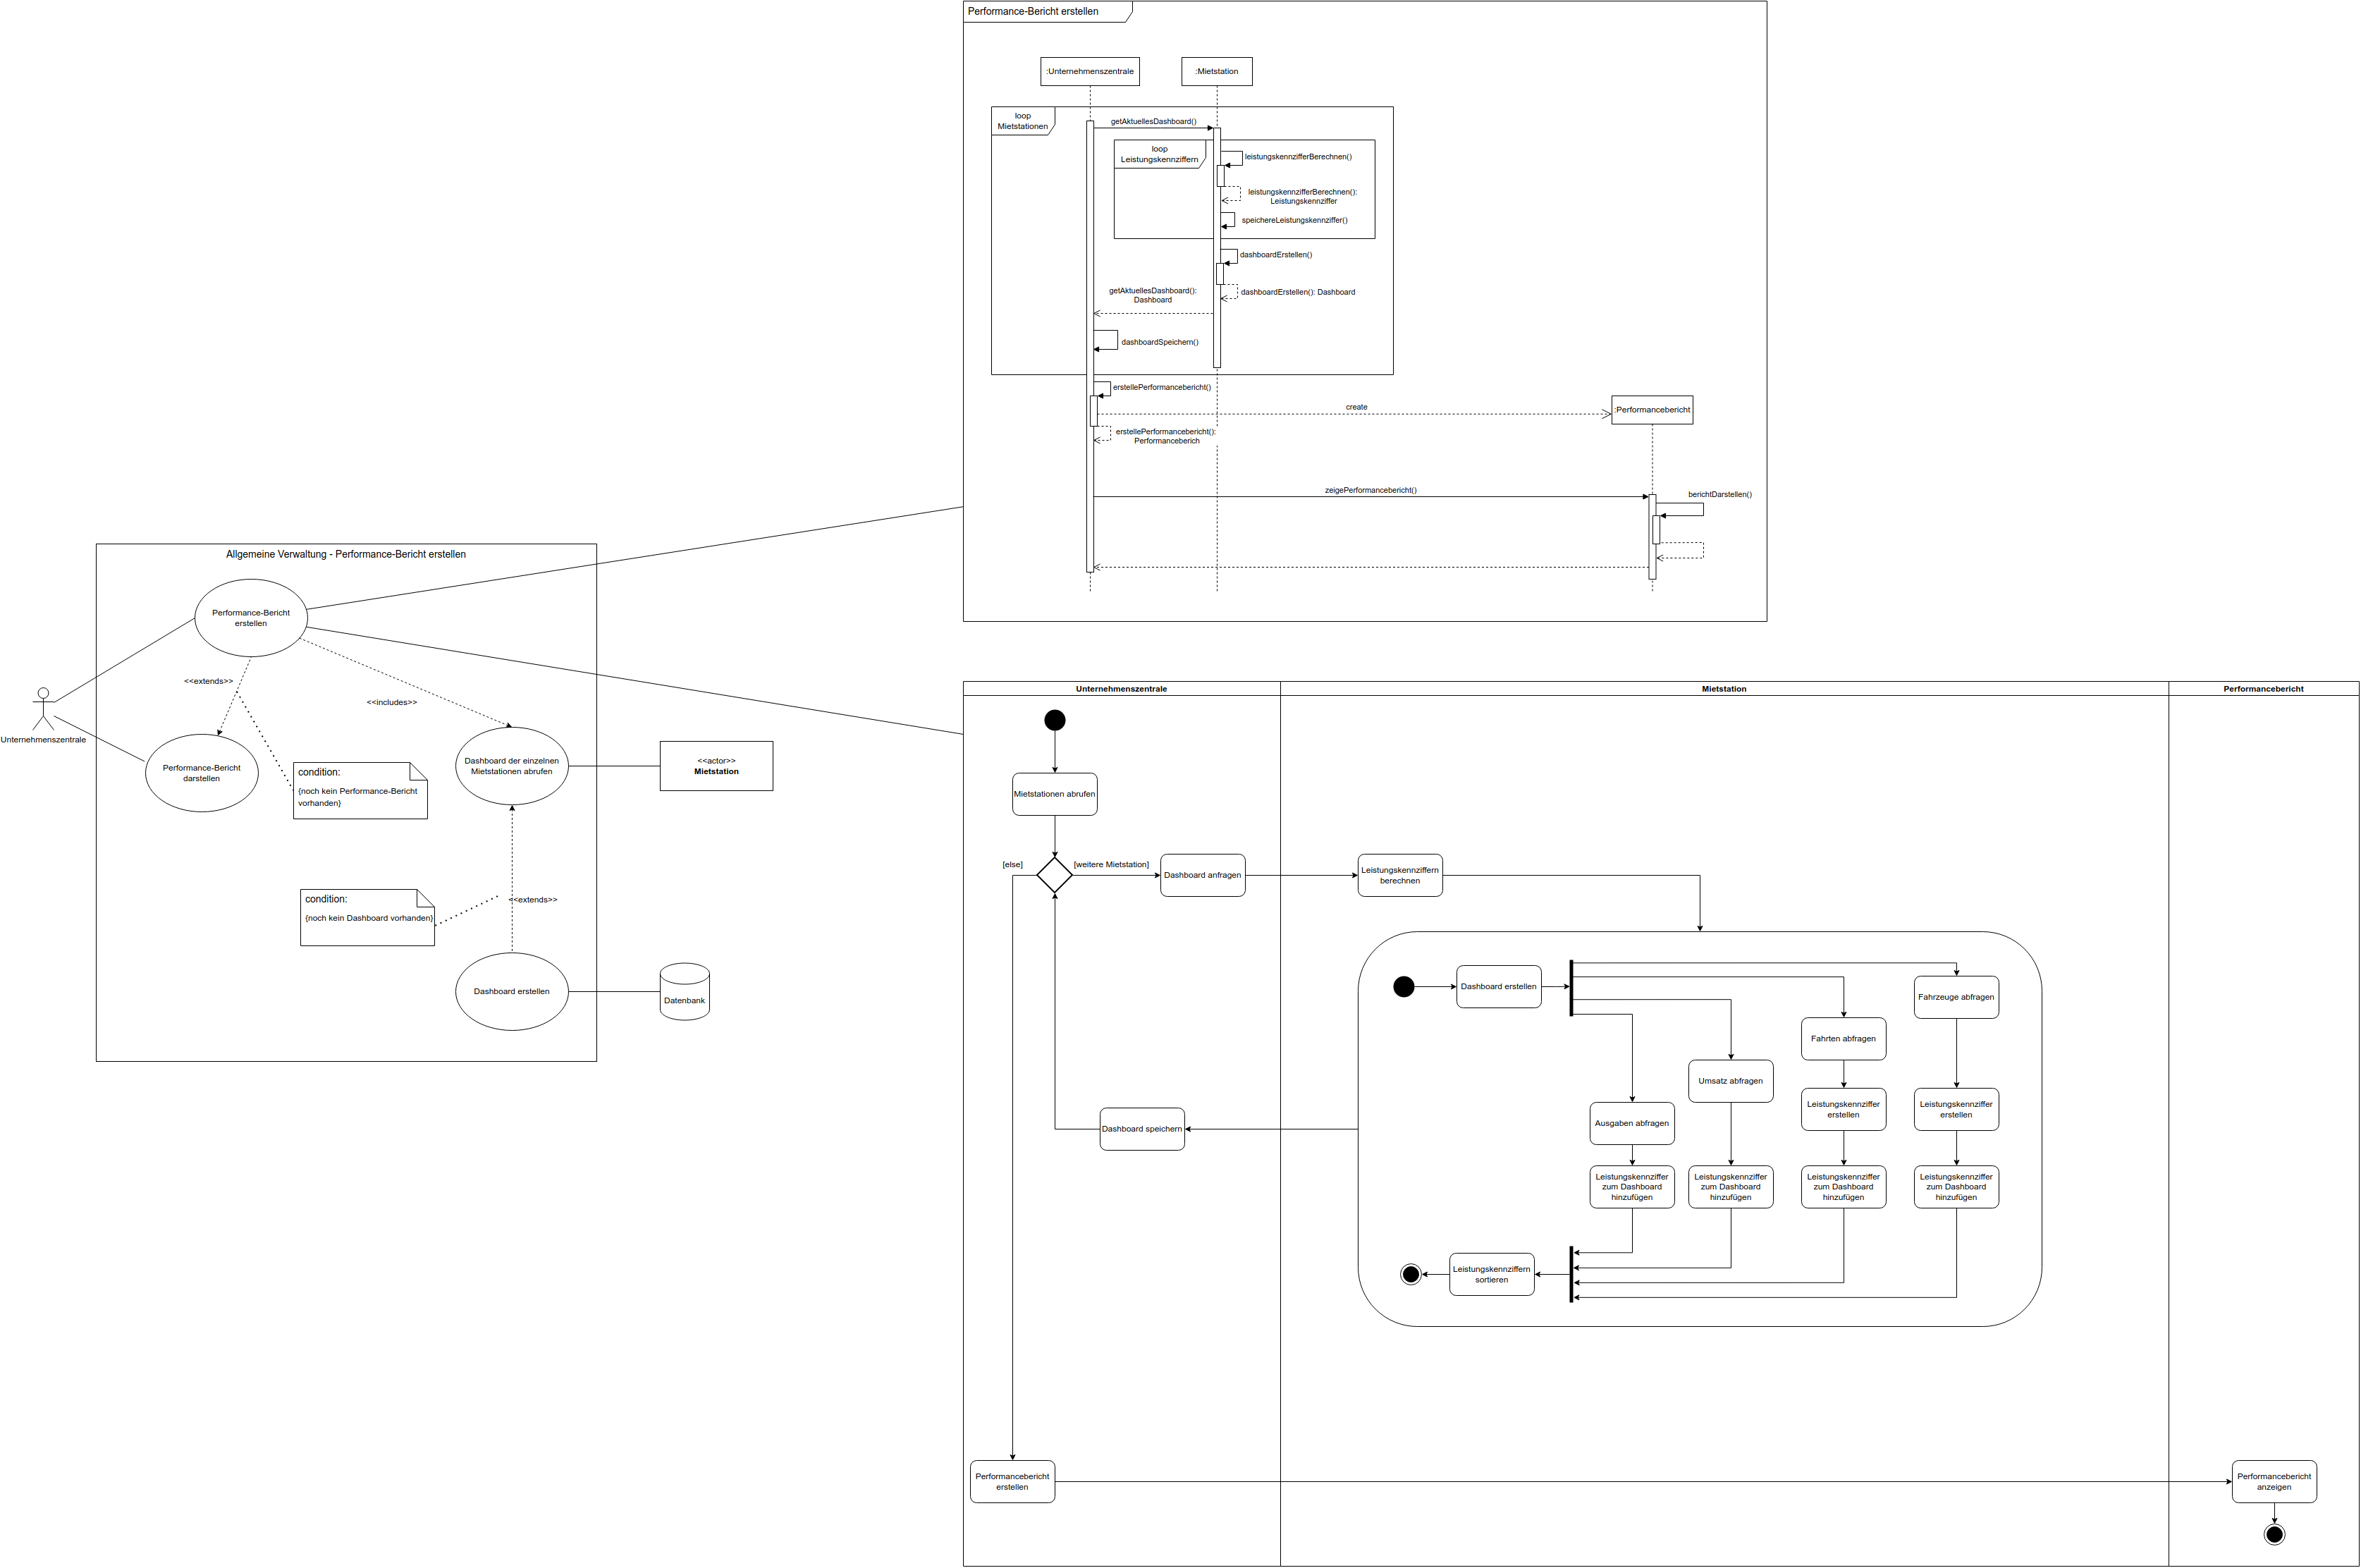 Performance-Bericht erstellen
:Unternehmenszentrale
:Mietstation
loop
Mietstationen
getAktuellesDashboard()
loop
Leistungskennziffern
leistungskennzifferBerechnen()
leistungskennzifferBerechnen():
Leistungskennziffer
speichereLeistungskennziffer()
dashboardErstellen()
getAktuellesDashboard():
Dashboard
dashboardErstellen(): Dashboard
dashboardSpeichern()
erstellePerformancebericht()
create
:Performancebericht
erstellePerformancebericht():
Performanceberich
zeigePerformancebericht()
berichtDarstellen()
Allgemeine Verwaltung - Performance-Bericht erstellen
Performance-Bericht
erstellen
<<extends>>
<<includes>>
Unternehmenszentrale
Performance-Bericht
darstellen
condition:
{noch kein Performance-Bericht
vorhanden}
Dashboard der einzelnen
Mietstationen abrufen
<<actor>>
Mietstation
condition:
{noch kein Dashboard vorhanden}
<<extends>>
Dashboard erstellen
Datenbank
Unternehmenszentrale
Mietstation
Performancebericht
Mietstationen abrufen
[else]
[weitere Mietstation]
Dashboard anfragen
Leistungskennziffern
berechnen
Dashboard erstellen
Fahrzeuge abfragen
Fahrten abfragen
Umsatz abfragen
Ausgaben abfragen
Leistungskennziffer
erstellen
Leistungskennziffer
erstellen
Dashboard speichern
Leistungskennziffer
zum Dashboard
hinzufügen
Leistungskennziffer
zum Dashboard
hinzufügen
Leistungskennziffer
zum Dashboard
hinzufügen
Leistungskennziffer
zum Dashboard
hinzufügen
Leistungskennziffern
sortieren
Performancebericht
erstellen
Performancebericht
anzeigen